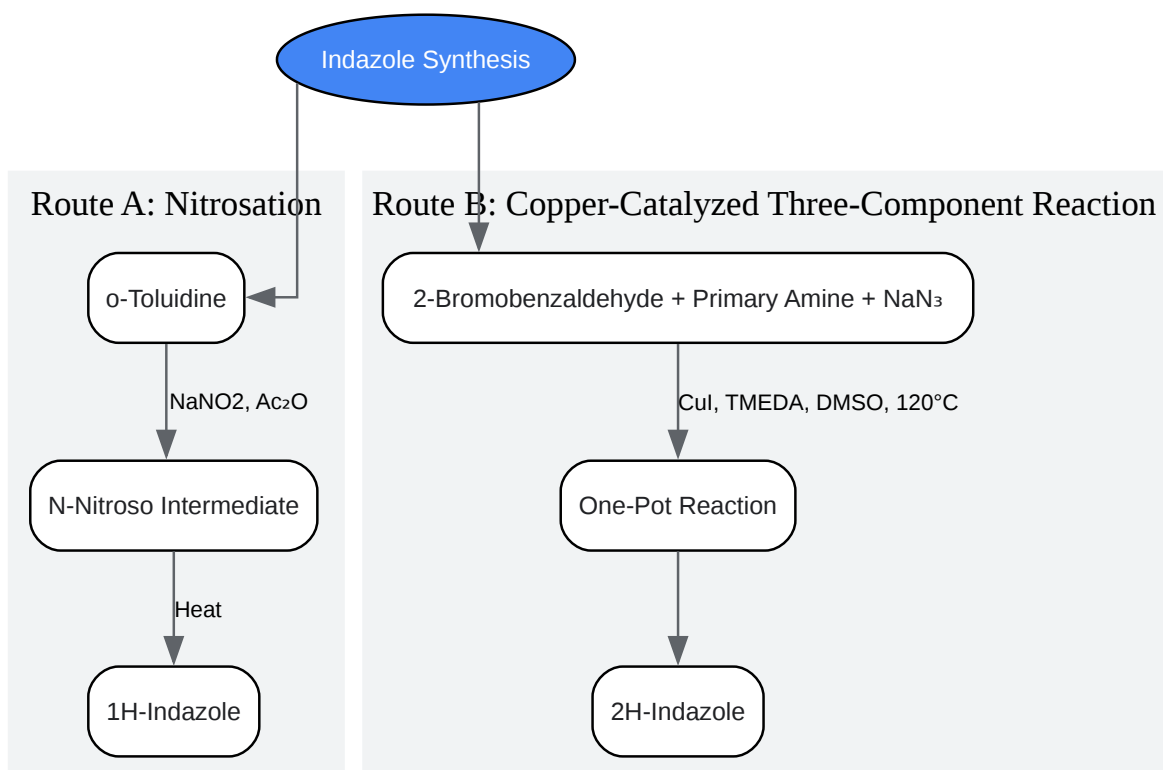 Indazole Synthesis
Route A: Nitrosation
o-Toluidine
NaNO2, Ac₂O
N-Nitroso Intermediate
Heat
1H-Indazole
Route B: Copper-Catalyzed Three-Component Reaction
2-Bromobenzaldehyde + Primary Amine + NaN₃
CuI, TMEDA, DMSO, 120°C
One-Pot Reaction
2H-Indazole